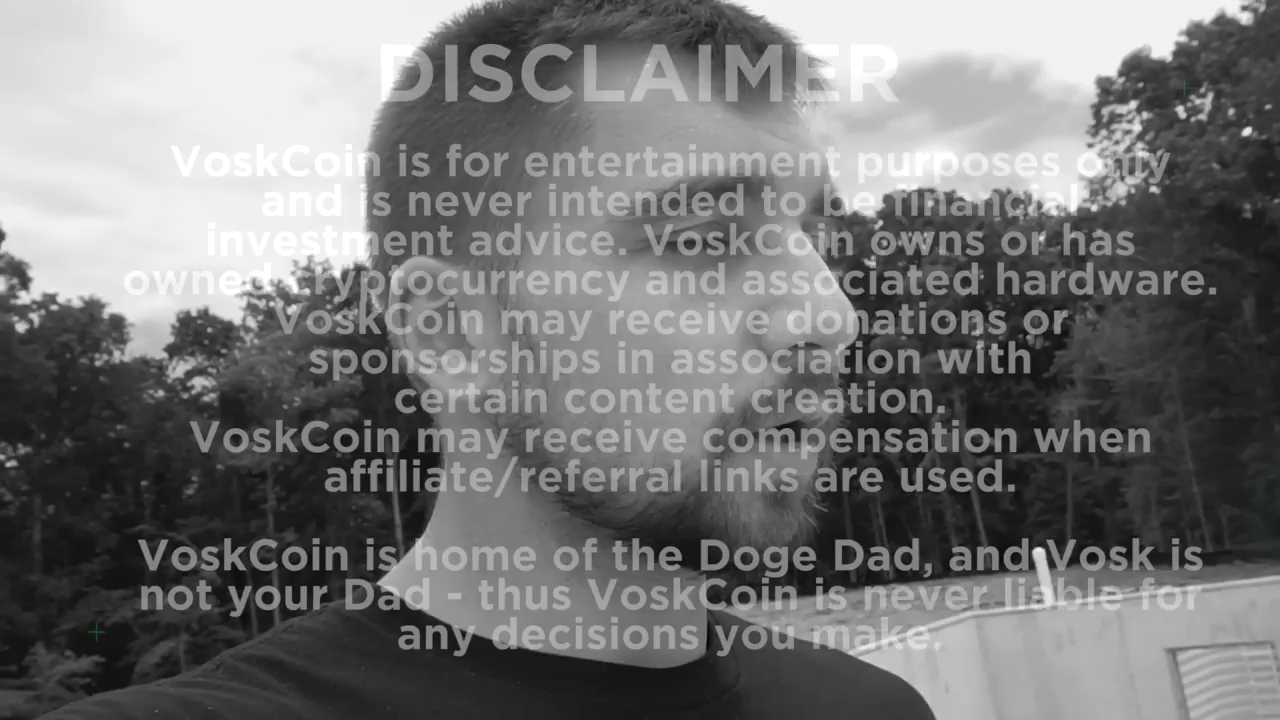 DISCLAIMER
VoskCoin is for entertainment purposes only
and is never intended to be financial
investment advice. VoskCoin owns or has
owned cryptocurrency and associated hardware.
VoskCoin may receive donations or
sponsorships in association with
certain content creation.
VoskCoin may receive compensation when
affiliate/referral links are used.
VoskCoin is home of the Doge Dad, and Vosk is
not your Dad - thus VoskCoin is never liable for
any decisions you make.